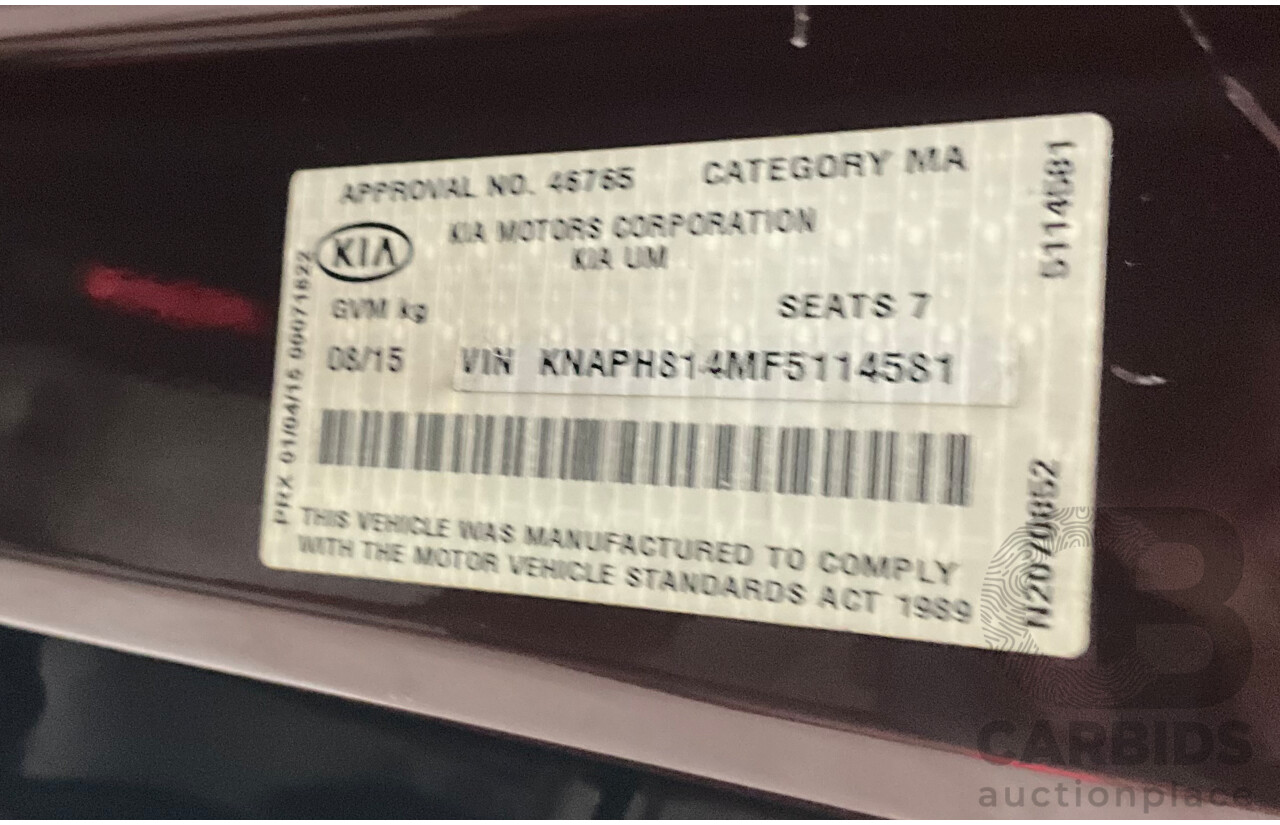 APPROVAL NO. 46765 CATEGORY MA
KIA
KIA MOTORS CORPORATION
KIA UM
GVM kg SEATS 7
08/15 VIN KNAPH814MF5114581
THIS VEHICLE WAS MANUFACTURED TO COMPLY
WITH THE MOTOR VEHICLE STANDARDS ACT 1989
PRX 01/04/15 00071622
5114581
N2070852
CARBIDS
auctionplace